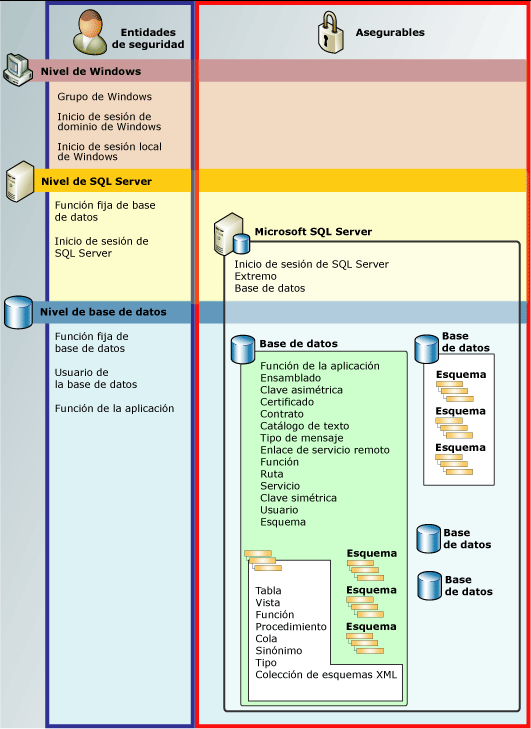 Entidades
de seguridad
Asegurables
Nivel de Windows
Grupo de Windows
Inicio de sesión de
dominio de Windows
Inicio de sesión local
de Windows
Nivel de SQL Server
Función fija de base
de datos
Inicio de sesión de
SQL Server
Microsoft SQL Server
Inicio de sesión de SQL Server
Extremo
Base de datos
Nivel de base de datos
Función fija de
base de datos
Usuario de
la base de datos
Función de la aplicación
Base de datos
Función de la aplicación
Ensamblado
Clave asimétrica
Certificado
Contrato
Catálogo de texto
Tipo de mensaje
Enlace de servicio remoto
Función
Ruta
Servicio
Clave simétrica
Usuario
Esquema
Tabla
Vista
Función
Procedimiento
Cola
Sinónimo
Tipo
Colección de esquemas XML
Esquema
Esquema
Esquema
Base
de datos
Esquema
Esquema
Esquema
Base
de datos
Base
de datos